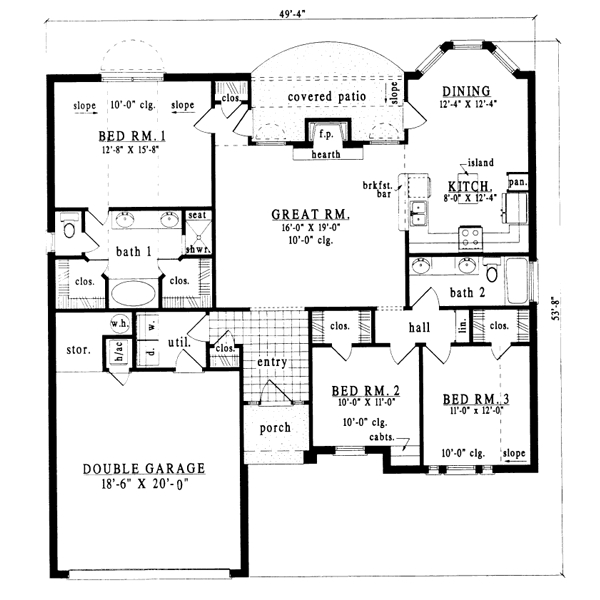 49'-4"
DINING
12'-4" X 12'-4"
slope
covered patio
clos.
slope
10'-0" clg.
slope
BED RM. 1
12'-8" X 15'-8"
f.p.
hearth
island
brkfst.
bar
KITCH.
8'-0" X 12'-4"
pan.
GREAT RM.
16'-0" X 19'-0"
10'-0" clg.
seat
shwr.
bath 1
clos.
clos.
bath 2
53'-8"
w.h.
w.
stor.
h/ac
util.
d.
clos.
entry
clos.
hall
lin.
clos.
BED RM. 2
10'-0" X 11'-0"
10'-0" clg.
cabts.
BED RM. 3
11'-0" X 12'-0"
10'-0" clg.
slope
porch
DOUBLE GARAGE
18'-6" X 20'-0"